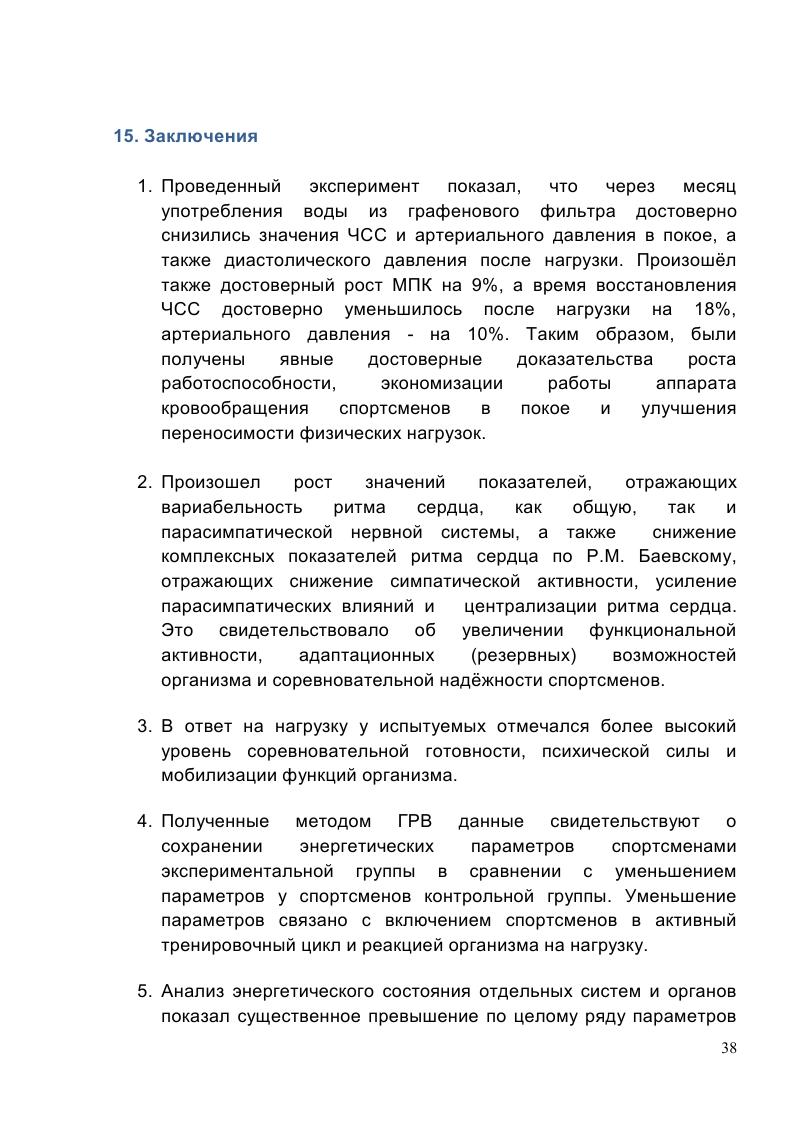 15. Заключения
1. Проведенный эксперимент показал, что через месяц
употребления воды из графенового фильтра достоверно
снизились значения ЧСС и артериального давления в покое, а
также диастолического давления после нагрузки. Произошёл
также достоверный рост МПК на 9%, а время восстановления
ЧСС достоверно уменьшилось после нагрузки на 18%,
артериального давления - на 10%. Таким образом, были
получены явные достоверные доказательства роста
работоспособности, экономизации работы аппарата
кровообращения спортсменов в покое и улучшения
переносимости физических нагрузок.
2. Произошел рост значений показателей, отражающих
вариабельность ритма сердца, как общую, так и
парасимпатической нервной системы, а также снижение
комплексных показателей ритма сердца по Р.М. Баевскому,
отражающих снижение симпатической активности, усиление
парасимпатических влияний и централизации ритма сердца.
Это свидетельствовало об увеличении функциональной
активности, адаптационных (резервных) возможностей
организма и соревновательной надёжности спортсменов.
3. В ответ на нагрузку у испытуемых отмечался более высокий
уровень соревновательной готовности, психической силы и
мобилизации функций организма.
4. Полученные методом ГРВ данные свидетельствуют о
сохранении энергетических параметров спортсменами
экспериментальной группы в сравнении с уменьшением
параметров у спортсменов контрольной группы. Уменьшение
параметров связано с включением спортсменов в активный
тренировочный цикл и реакцией организма на нагрузку.
5. Анализ энергетического состояния отдельных систем и органов
показал существенное превышение по целому ряду параметров
38